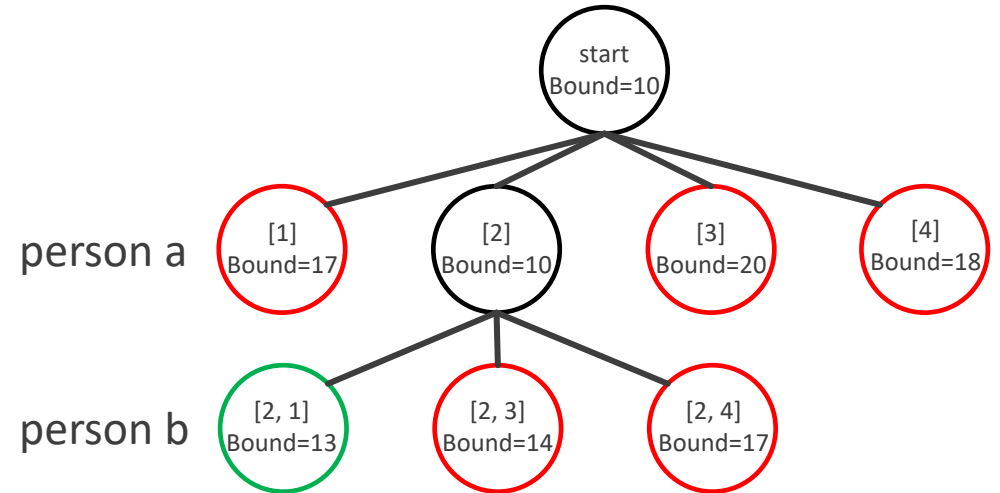 start
Bound=10
person a
[1]
Bound=17
[2]
Bound=10
[3]
Bound=20
[4]
Bound=18
person b
[2, 1]
Bound=13
[2, 3]
Bound=14
[2, 4]
Bound=17